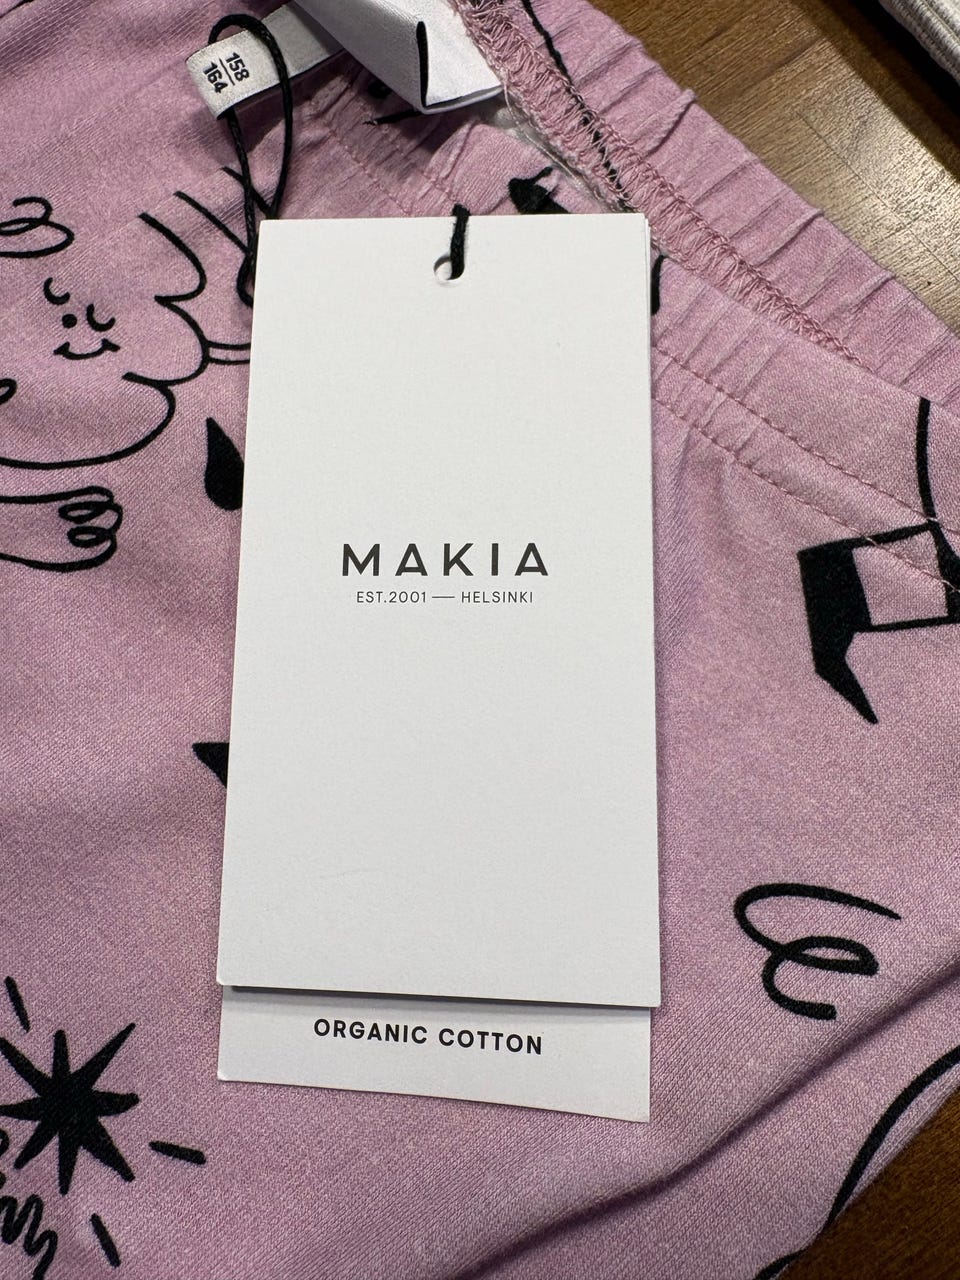 158
164
MAKIA
EST.2001 — HELSINKI
ORGANIC COTTON